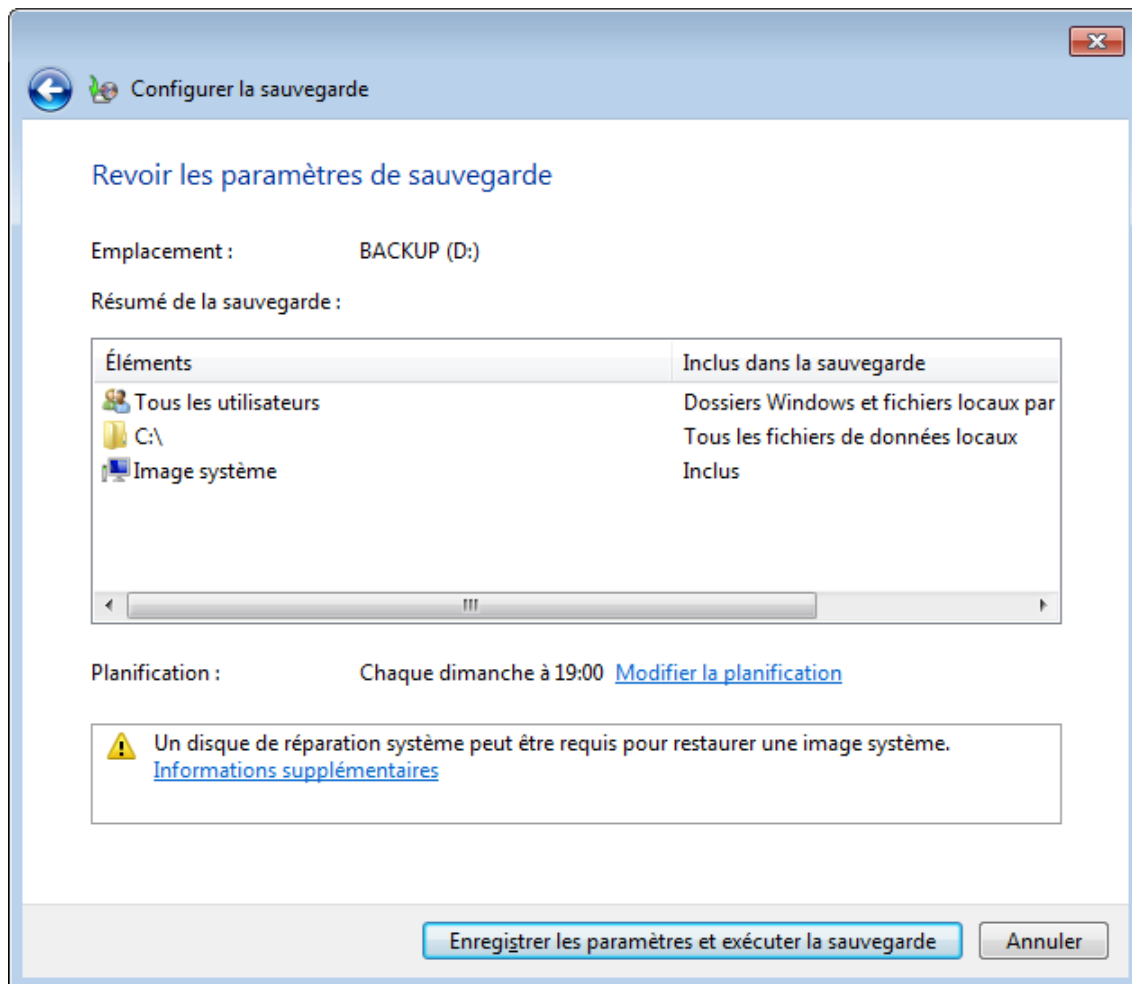 Configurer la sauvegarde
Revoir les paramètres de sauvegarde
Emplacement : BACKUP (D:)
Résumé de la sauvegarde :
Éléments Inclus dans la sauvegarde
Tous les utilisateurs Dossiers Windows et fichiers locaux par
C:\ Tous les fichiers de données locaux
Image système Inclus
Planification : Chaque dimanche à 19:00 Modifier la planification
Un disque de réparation système peut être requis pour restaurer une image système.
Informations supplémentaires
Enregistrer les paramètres et exécuter la sauvegarde Annuler